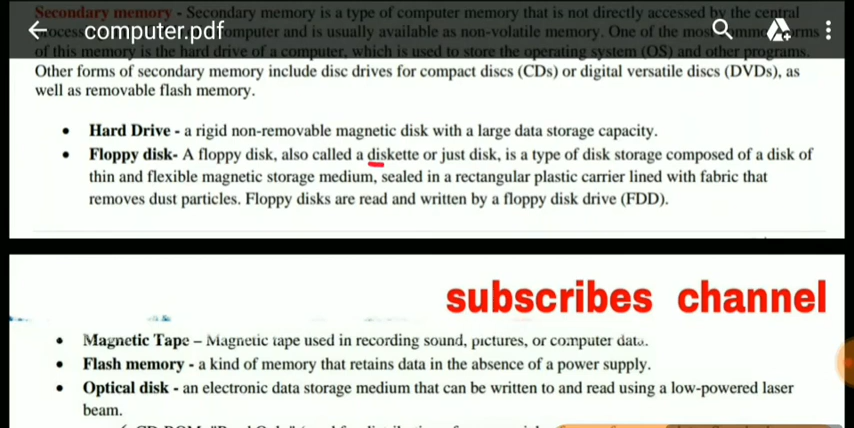 Secondary memory - Secondary memory is a type of computer memory that is not directly accessed by the central
computer.pdf omputer and is usually available as non-volatile memory. One of the most
of this memory is the hard drive of a computer, which is used to store the operating system (OS) and other programs.
Other forms of secondary memory include disc drives for compact discs (CDs) or digital versatile discs (DVDs), as
well as removable flash memory.
• Hard Drive - a rigid non-removable magnetic disk with a large data storage capacity.
• Floppy disk- A floppy disk, also called a diskette or just disk, is a type of disk storage composed of a disk of
thin and flexible magnetic storage medium, sealed in a rectangular plastic carrier lined with fabric that
removes dust particles. Floppy disks are read and written by a floppy disk drive (FDD).
subscribes channel
• Magnetic Tape – Magnetic tape used in recording sound, pictures, or computer data.
• Flash memory - a kind of memory that retains data in the absence of a power supply.
• Optical disk - an electronic data storage medium that can be written to and read using a low-powered laser
beam.